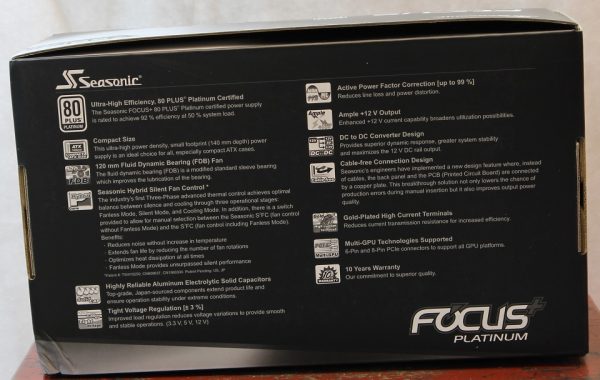 Seasonic
80 PLUS PLATINUM
Ultra-High Efficiency, 80 PLUS® Platinum Certified
The Seasonic FOCUS+ 80 PLUS® Platinum certified power supply
is rated to achieve 92 % efficiency at 50 % system load.
Compact Size
This ultra-high power density, small footprint (140 mm depth) power
supply is an ideal choice for all, especially compact ATX cases.
120 mm Fluid Dynamic Bearing (FDB) Fan
The fluid dynamic bearing is a modified standard sleeve bearing
which improves the lubrication of the bearing.
Seasonic Hybrid Silent Fan Control *
The industry's first Three-Phase advanced thermal control achieves optimal
balance between silence and cooling through three operational stages:
Fanless Mode, Silent Mode, and Cooling Mode. In addition, there is a switch
provided to allow for manual selection between the Seasonic S²FC (fan control
without Fanless Mode) and the S³FC (fan control including Fanless Mode).
Benefits:
- Reduces noise without increase in temperature
- Extends fan life by reducing the number of fan rotations
- Optimizes heat dissipation at all times
- Fanless Mode provides unsurpassed silent performance
Highly Reliable Aluminum Electrolytic Solid Capacitors
Top-grade, Japan-sourced components extend product life and
ensure operation stability under extreme conditions.
Tight Voltage Regulation [± 3 %]
Improved load regulation reduces voltage variations to provide smooth
and stable operations. (3.3 V, 5 V, 12 V)
Active Power Factor Correction [up to 99 %]
Reduces line loss and power distortion.
Ample +12 V Output
Enhanced +12 V current capability broadens utilization possibilities.
DC to DC Converter Design
Provides superior dynamic response, greater system stability
and maximizes the 12 V DC rail output.
Cable-free Connection Design
Seasonic's engineers have implemented a new design feature where, instead
of cables, the back panel and the PCB (Printed Circuit Board) are connected
by a copper plate. This breakthrough solution not only lowers the chance of
production errors during manual insertion but it also improves output power
quality.
Gold-Plated High Current Terminals
Reduces current transmission resistance for increased efficiency.
Multi-GPU Technologies Supported
6-Pin and 8-Pin PCIe connectors to support all GPU platforms.
10 Years Warranty
Our commitment to superior quality.
FOCUS+
PLATINUM